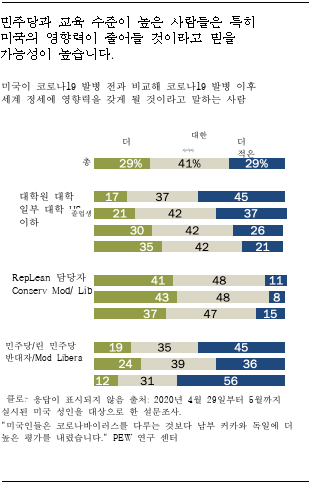 민주당과 교육 수준이 높은 사람들은 특히
미국의 영향력이 줄어들 것이라고 믿을
가능성이 높습니다.
미국이 코로나19 발병 전과 비교해 코로나19 발병 이후
세계 정세에 영향력을 갖게 될 것이라고 말하는 사람
더 대한 더
적은
총 29% 41% 29%
대학원 대학 17 37 45
일부 대학 졸업생 21 42 37
이하 30 42 26
35 42 21
RepLean 담당자 41 48 11
Conserv Mod/ Lib 43 48 8
37 47 15
민주당/린 민주당 19 35 45
반대자/Mod Libera 24 39 36
12 31 56
응답이 표시되지 않음 출처: 2020년 4월 29일부터 5월까지
실시된 미국 성인을 대상으로 한 설문조사.
"미국인들은 코로나바이러스를 다루는 것보다 남부 커카와 독일에 더
높은 평가를 내렸습니다." PEW 연구 센터